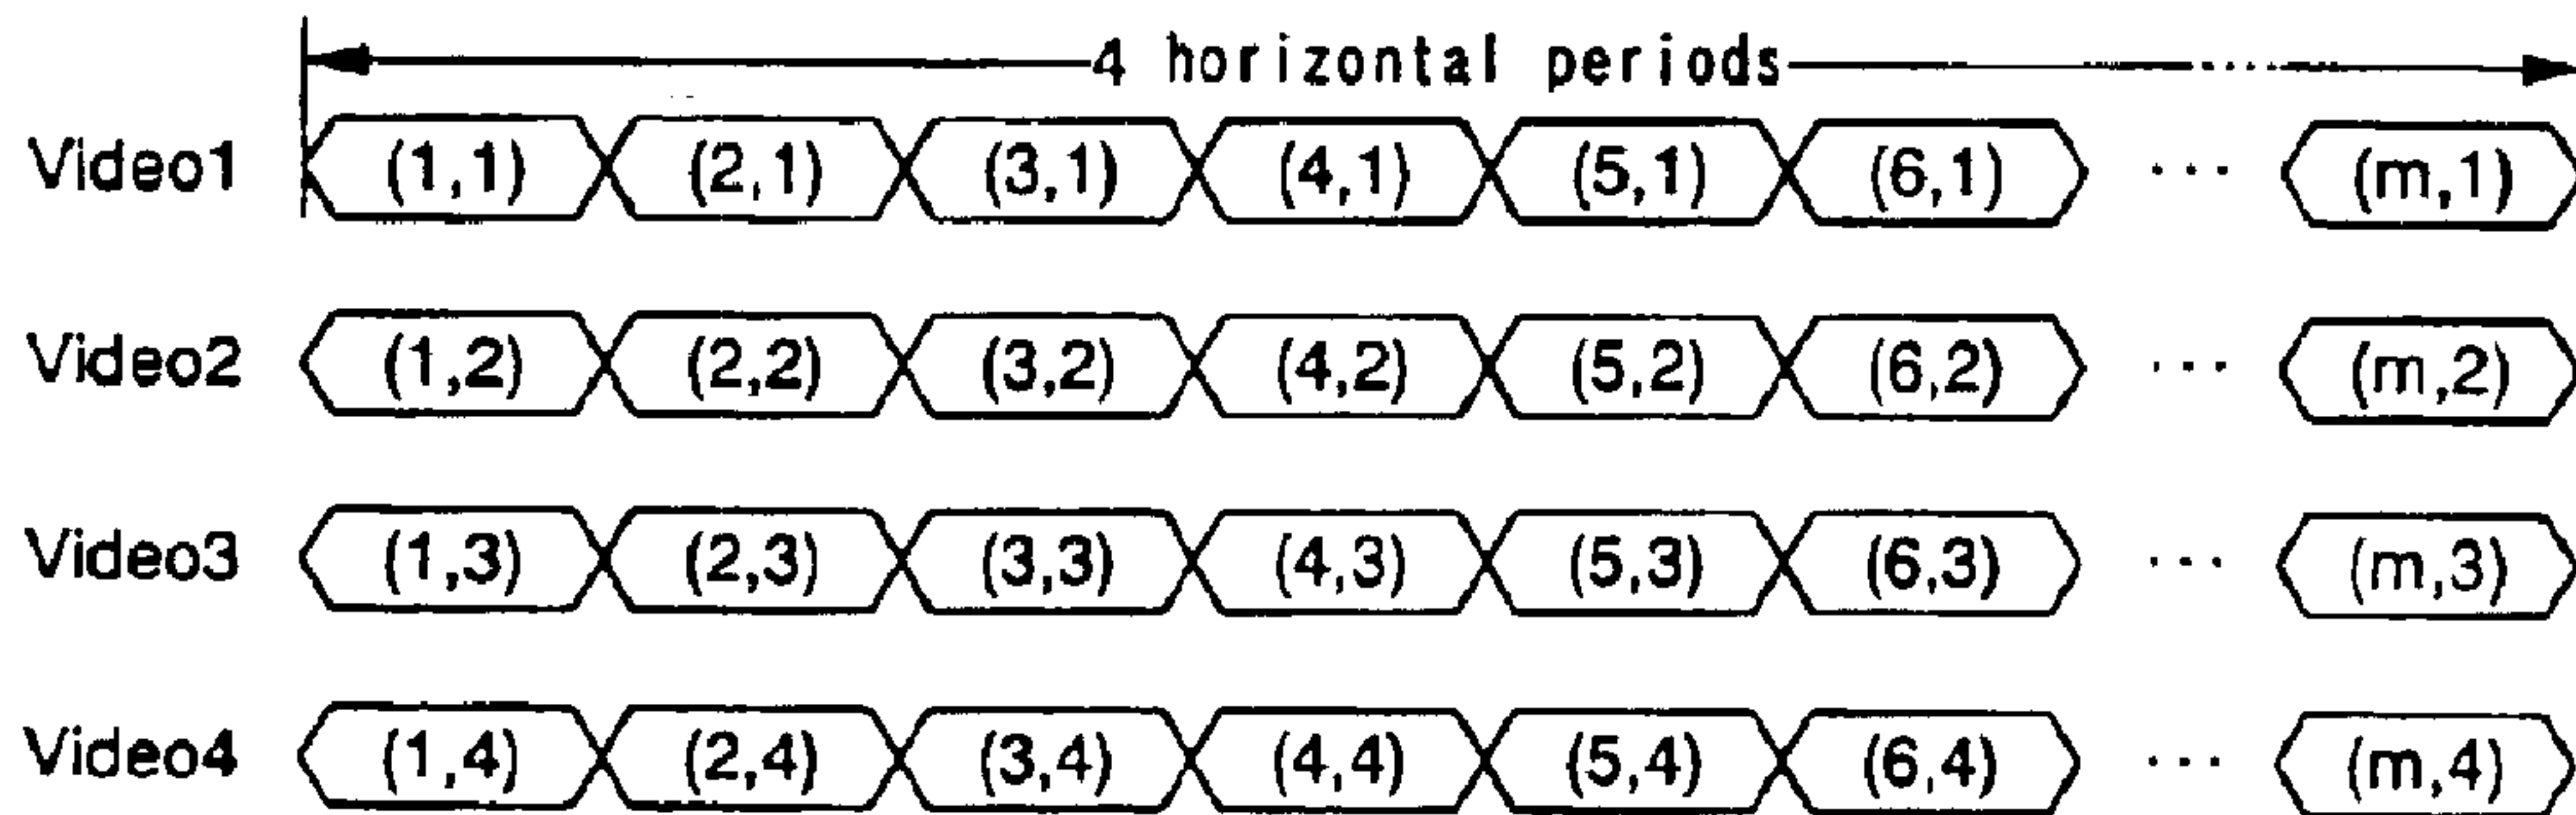 4 horizontal periods
Video1 (1,1) (2,1) (3,1) (4,1) (5,1) (6,1) ... (m,1)
Video2 (1,2) (2,2) (3,2) (4,2) (5,2) (6,2) ... (m,2)
Video3 (1,3) (2,3) (3,3) (4,3) (5,3) (6,3) ... (m,3)
Video4 (1,4) (2,4) (3,4) (4,4) (5,4) (6,4) ... (m,4)